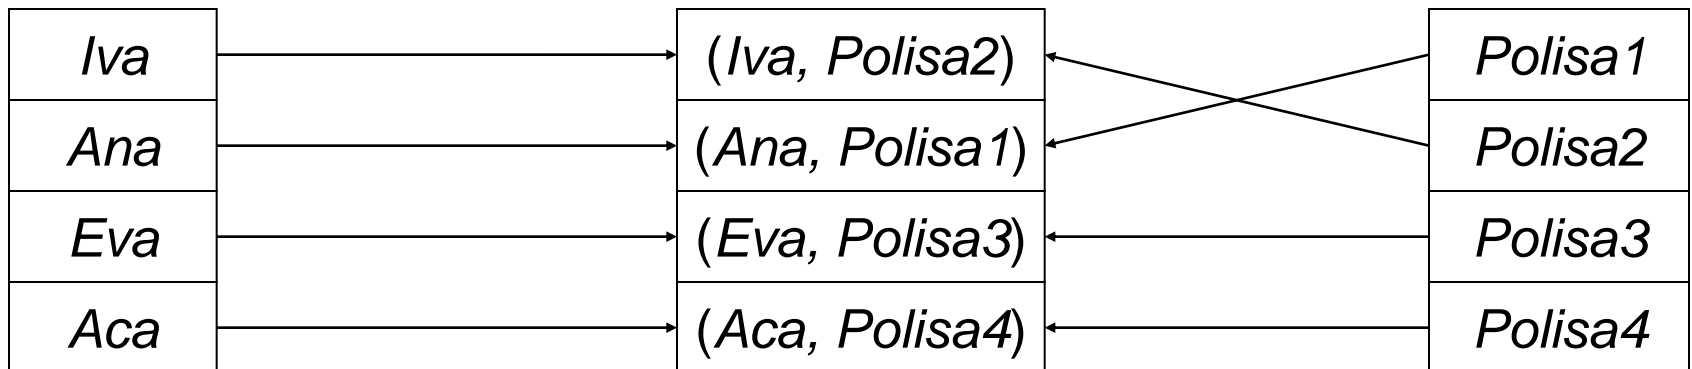 Iva (Iva, Polisa2) Polisa1
Ana (Ana, Polisa1) Polisa2
Eva (Eva, Polisa3) Polisa3
Aca (Aca, Polisa4) Polisa4